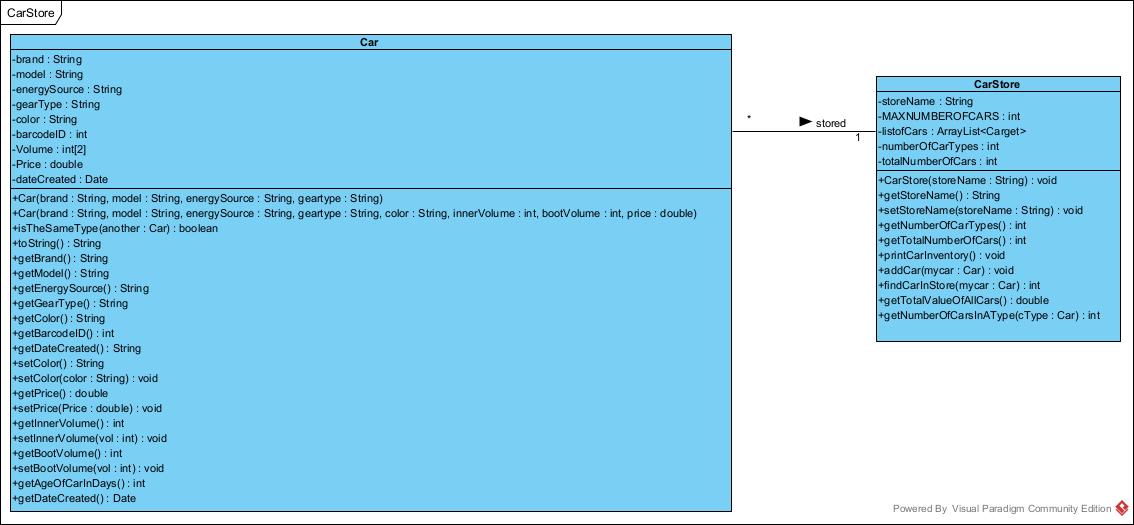 CarStore
Car
-brand : String
-model : String
-energySource : String
-gearType : String
-color : String
-barcodeID : int
-Volume : int[2]
-Price : double
-dateCreated : Date
+Car(brand : String, model : String, energySource : String, geartype : String)
+Car(brand : String, model : String, energySource : String, geartype : String, color : String, innerVolume : int, bootVolume : int, price : double)
+isTheSameType(another : Car) : boolean
+toString() : String
+getBrand() : String
+getModel() : String
+getEnergySource() : String
+getGearType() : String
+getColor() : String
+getBarcodeID() : int
+getDateCreated() : String
+setColor() : String
+setColor(color : String) : void
+getPrice() : double
+setPrice(Price : double) : void
+getInnerVolume() : int
+setInnerVolume(vol : int) : void
+getBootVolume() : int
+setBootVolume(vol : int) : void
+getAgeOfCarInDays() : int
+getDateCreated() : Date
*
stored
1
CarStore
-storeName : String
-MAXNUMBEROFCARS : int
-listofCars : ArrayList<Carget>
-numberOfCarTypes : int
-totalNumberOfCars : int
+CarStore(storeName : String) : void
+getStoreName() : String
+setStoreName(storeName : String) : void
+getNumberOfCarTypes() : int
+getTotalNumberOfCars() : int
+printCarInventory() : void
+addCar(mycar : Car) : void
+findCarInStore(mycar : Car) : int
+getTotalValueOfAllCars() : double
+getNumberOfCarsInAType(cType : Car) : int
Powered By Visual Paradigm Community Edition